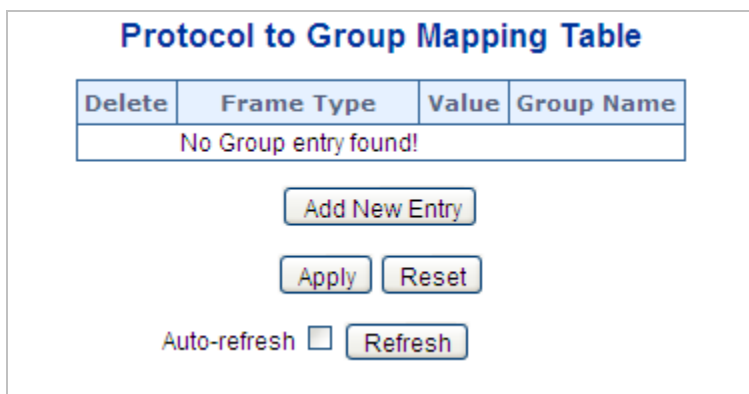 Protocol to Group Mapping Table
Delete Frame Type Value Group Name
No Group entry found!
Add New Entry
Apply Reset
Auto-refresh Refresh